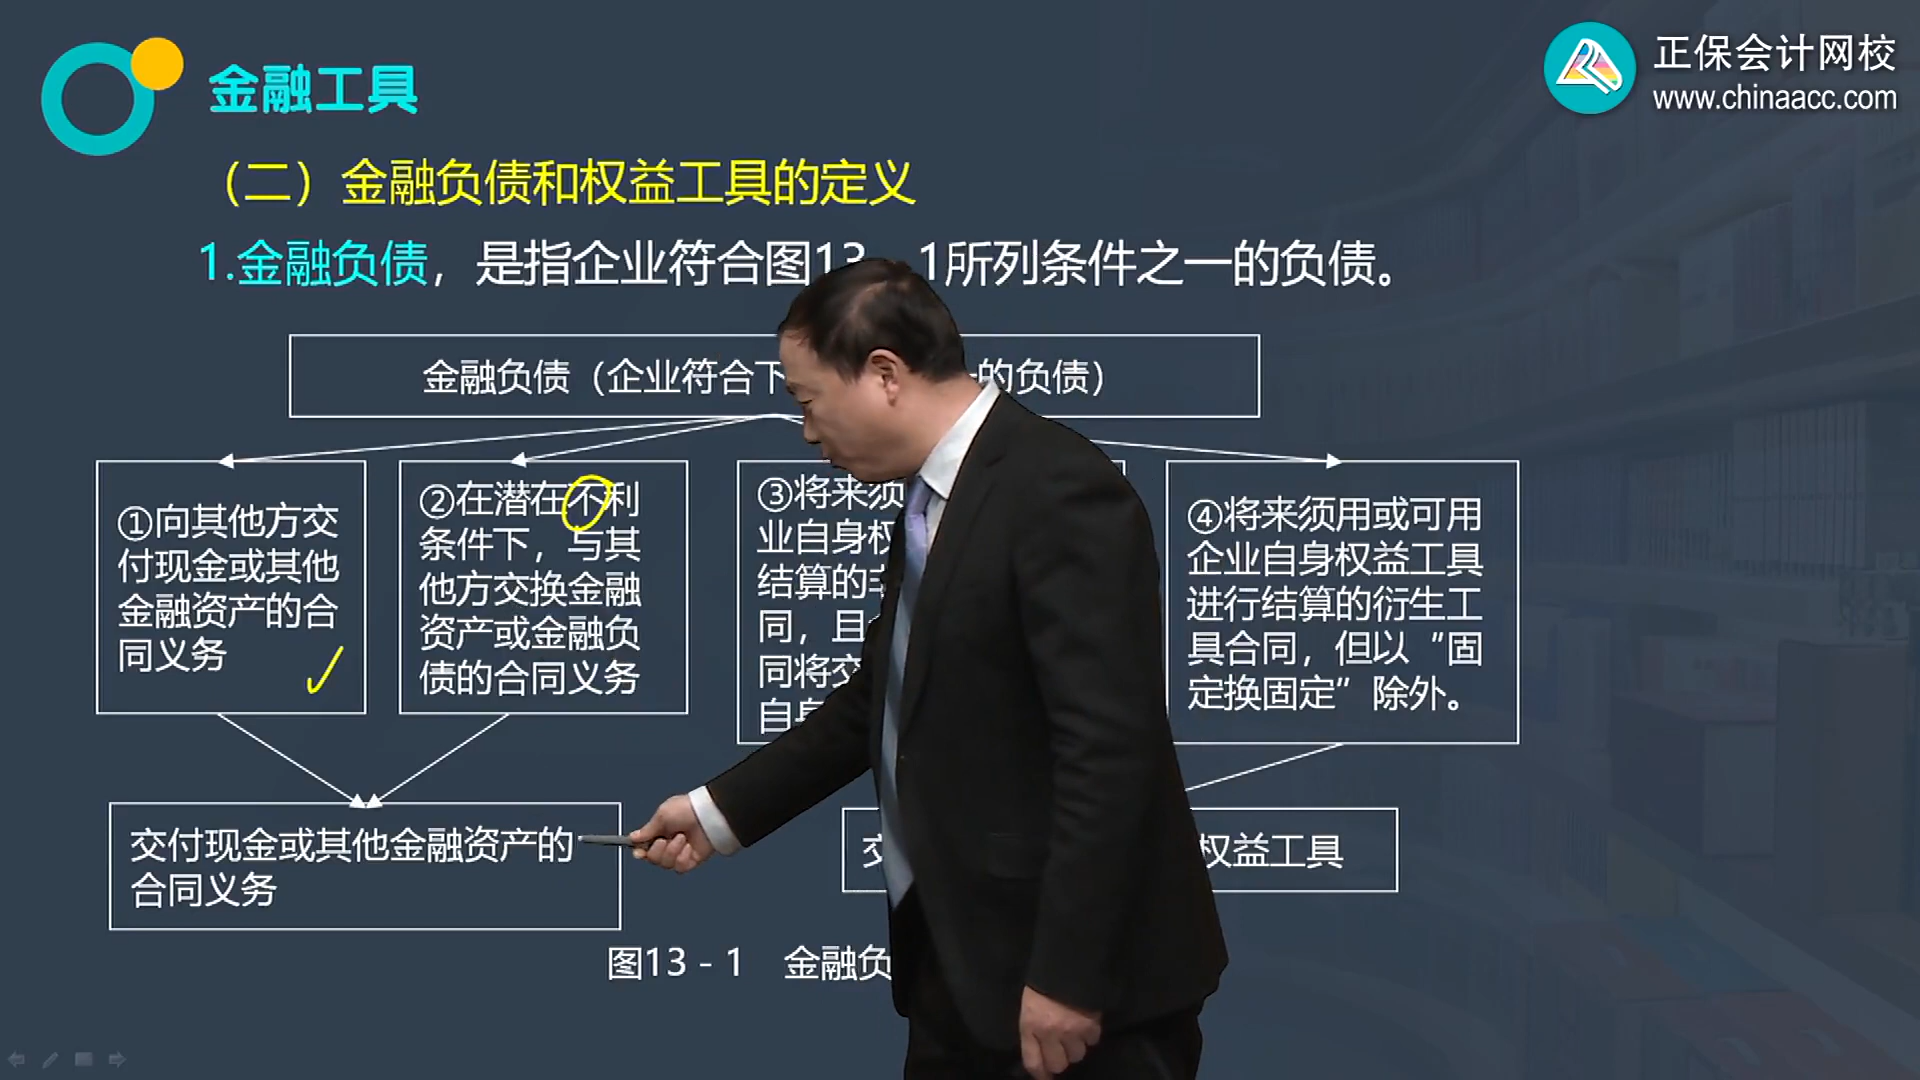 正保会计网校
www.chinaacc.com
金融工具
（二）金融负债和权益工具的定义
1.金融负债，是指企业符合图13 1所列条件之一的负债。
金融负债（企业符合下 的负债）
①向其他方交
付现金或其他
金融资产的合
同义务
②在潜在不利
条件下，与其
他方交换金融
资产或金融负
债的合同义务
③将来须
业自身权
结算的非
同，且
同将交
自身
④将来须用或可用
企业自身权益工具
进行结算的衍生工
具合同，但以“固
定换固定”除外。
交付现金或其他金融资产的
合同义务
交 权益工具
图13－1 金融负